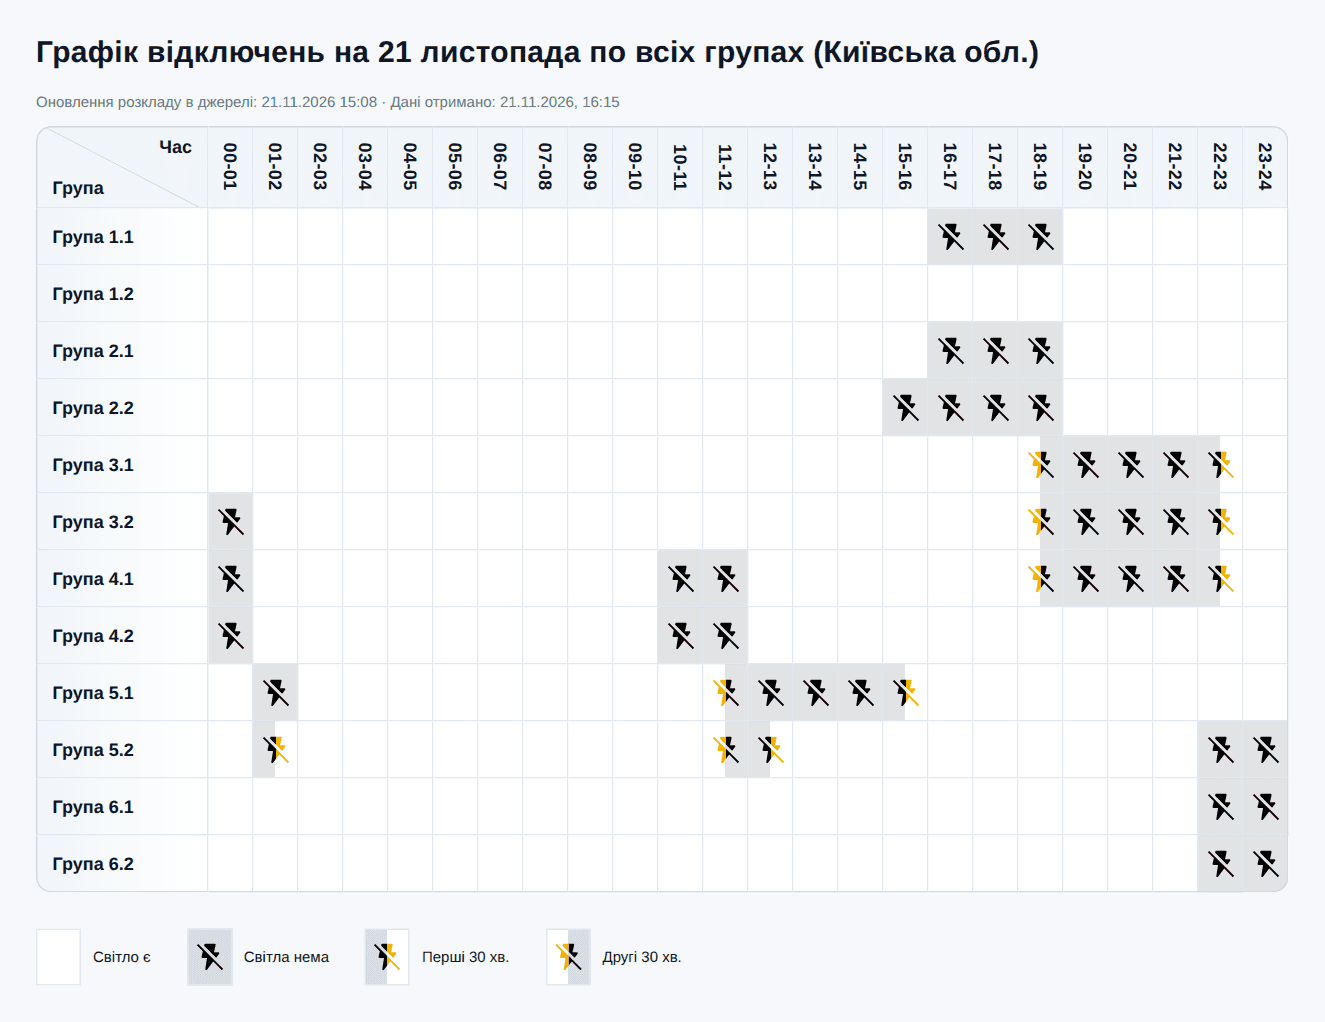 Графік відключень на 21 листопада по всіх групах (Київська обл.)
Оновлення розкладу в джерелі: 21.11.2026 15:08 · Дані отримано: 21.11.2026, 16:15
Час
Група
00-01 01-02 02-03 03-04 04-05 05-06 06-07 07-08 08-09 09-10 10-11 11-12 12-13 13-14 14-15 15-16 16-17 17-18 18-19 19-20 20-21 21-22 22-23 23-24
Група 1.1
Група 1.2
Група 2.1
Група 2.2
Група 3.1
Група 3.2
Група 4.1
Група 4.2
Група 5.1
Група 5.2
Група 6.1
Група 6.2
Світло є Світла нема Перші 30 хв. Другі 30 хв.